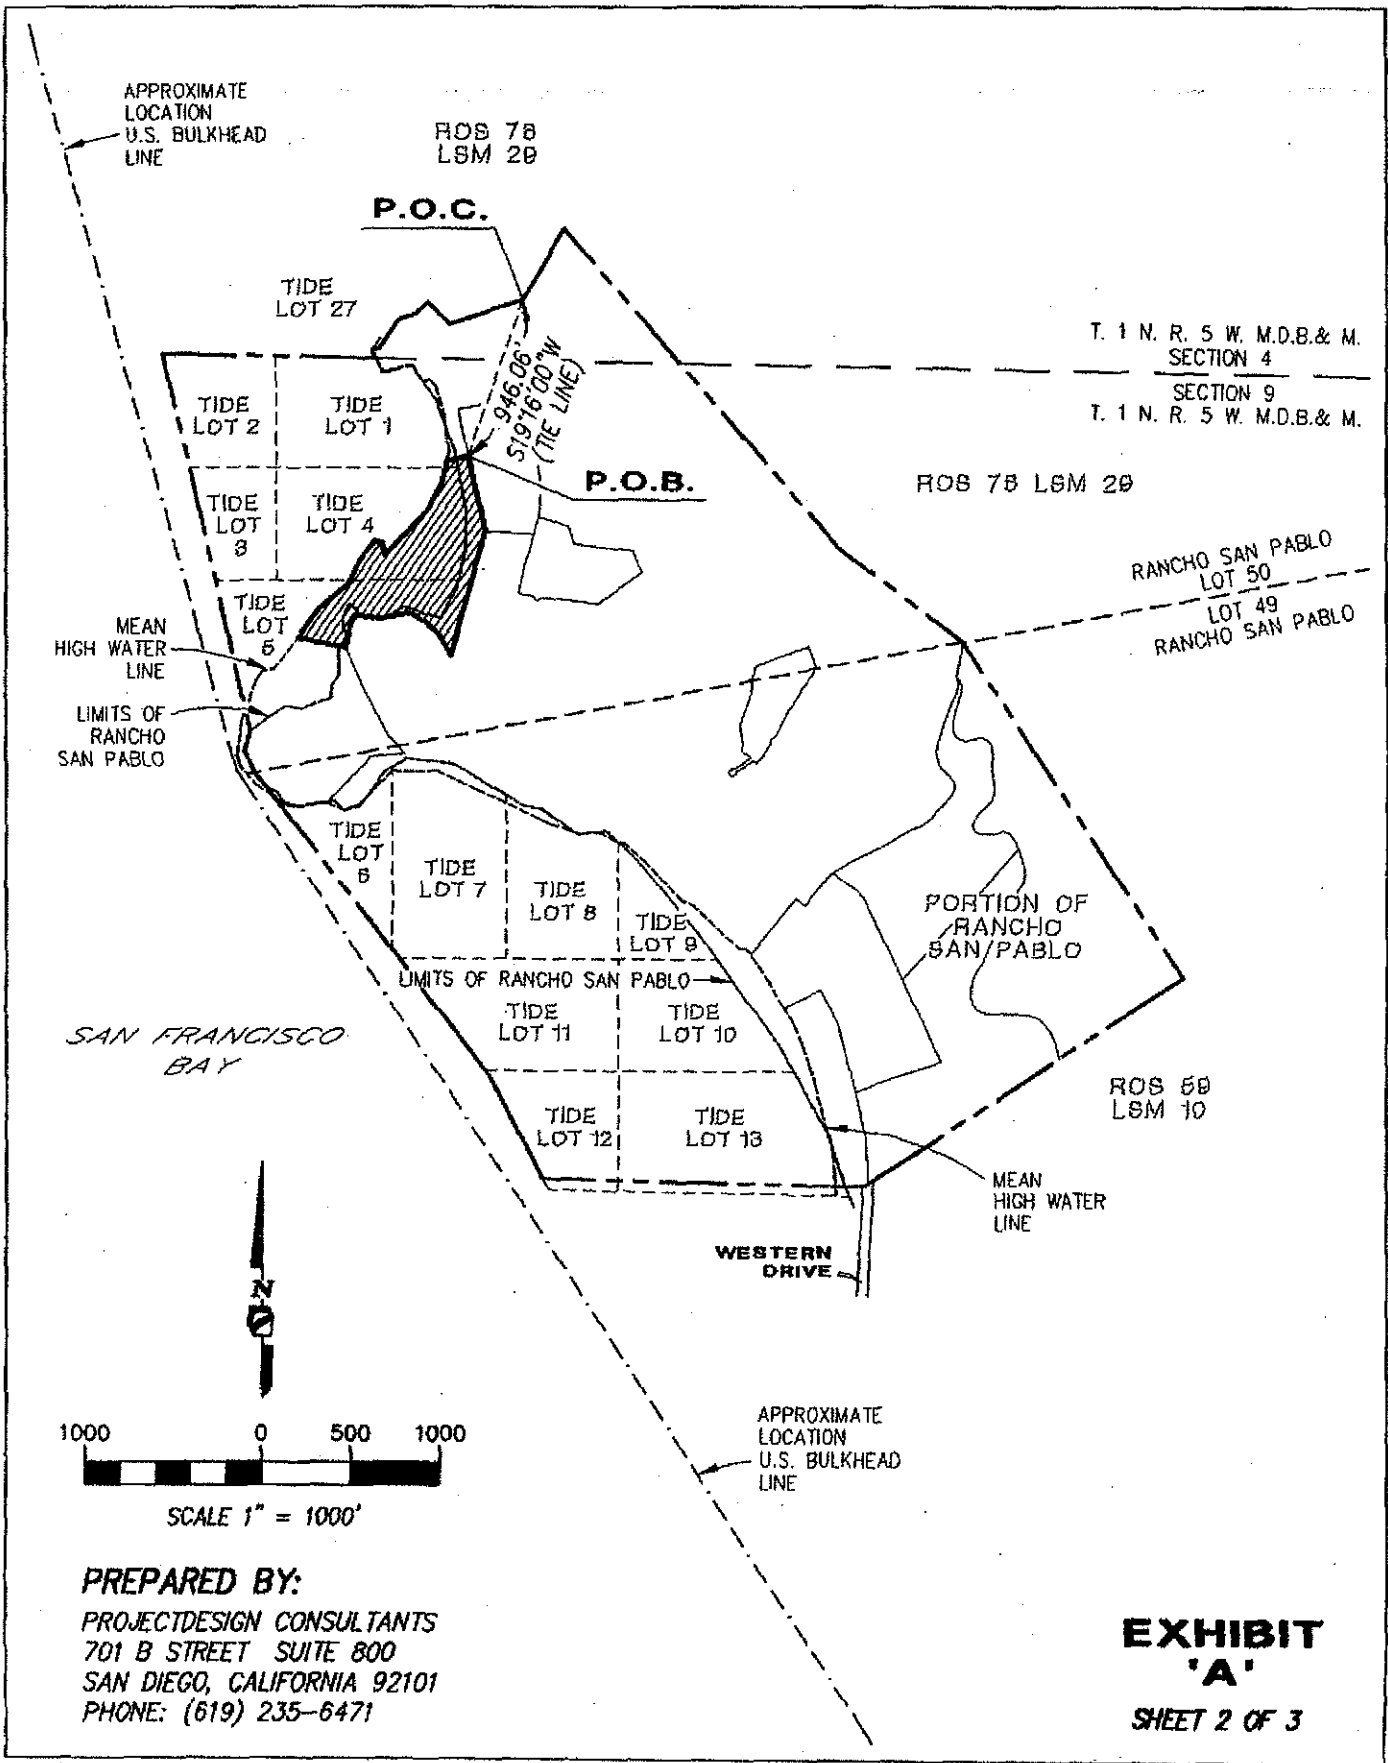 APPROXIMATE
LOCATION
U.S. BULKHEAD
LINE
ROS 78
LSM 29
P.O.C.
TIDE
LOT 27
946.06'
S19°16'00"W
(TIE LINE)
T. 1 N. R. 5 W. M.D.B.& M.
SECTION 4
SECTION 9
T. 1 N. R. 5 W. M.D.B.& M.
TIDE
LOT 2
TIDE
LOT 1
P.O.B.
ROS 78 LSM 29
TIDE
LOT
3
TIDE
LOT 4
RANCHO SAN PABLO
LOT 50
LOT 49
RANCHO SAN PABLO
TIDE
LOT
5
MEAN
HIGH WATER
LINE
LIMITS OF
RANCHO
SAN PABLO
TIDE
LOT
6
TIDE
LOT 7
TIDE
LOT 8
TIDE
LOT 9
PORTION OF
RANCHO
SAN PABLO
LIMITS OF RANCHO SAN PABLO
TIDE
LOT 11
TIDE
LOT 10
SAN FRANCISCO
BAY
ROS 59
LSM 10
TIDE
LOT 12
TIDE
LOT 13
MEAN
HIGH WATER
LINE
WESTERN
DRIVE
N
1000 0 500 1000
SCALE 1" = 1000'
APPROXIMATE
LOCATION
U.S. BULKHEAD
LINE
PREPARED BY:
PROJECTDESIGN CONSULTANTS
701 B STREET SUITE 800
SAN DIEGO, CALIFORNIA 92101
PHONE: (619) 235-6471
EXHIBIT
'A'
SHEET 2 OF 3